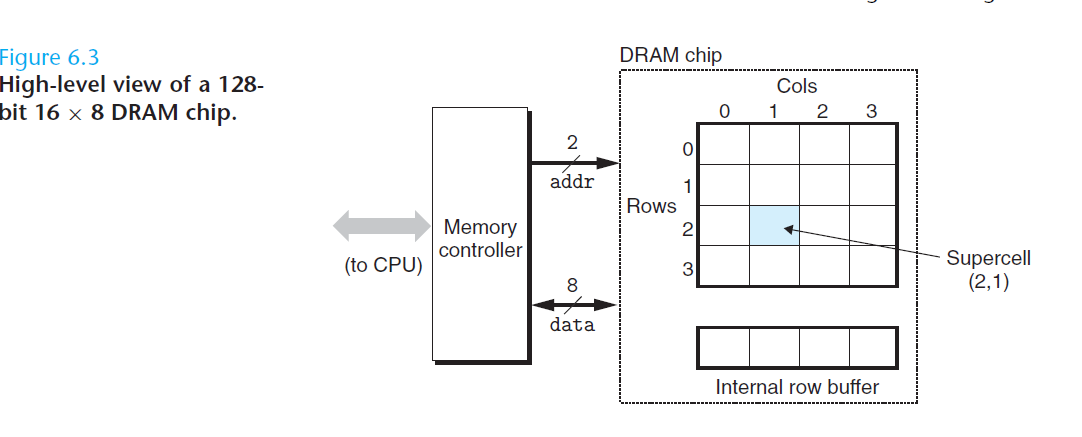 Figure 6.3
High-level view of a 128-
bit 16 × 8 DRAM chip.
DRAM chip
Cols
0 1 2 3
2
addr
0
1
Rows
2
3
Memory
controller
(to CPU)
8
data
Supercell
(2,1)
Internal row buffer